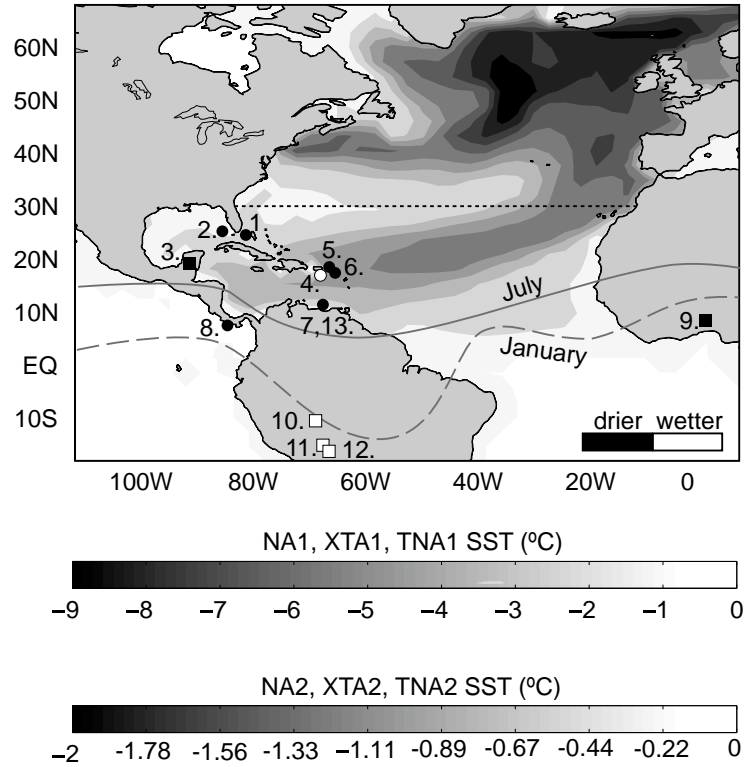 60N
50N
40N
30N
20N
10N
EQ
10S
2. 1.
3. 5.
4. 6.
July
8. 7,13. 9.
January
10.
11. 12.
drier wetter
100W 80W 60W 40W 20W 0
NA1, XTA1, TNA1 SST (ºC)
–9 –8 –7 –6 –5 –4 –3 –2 –1 0
NA2, XTA2, TNA2 SST (ºC)
–2 -1.78 -1.56 -1.33 -1.11 -0.89 -0.67 -0.44 -0.22 0